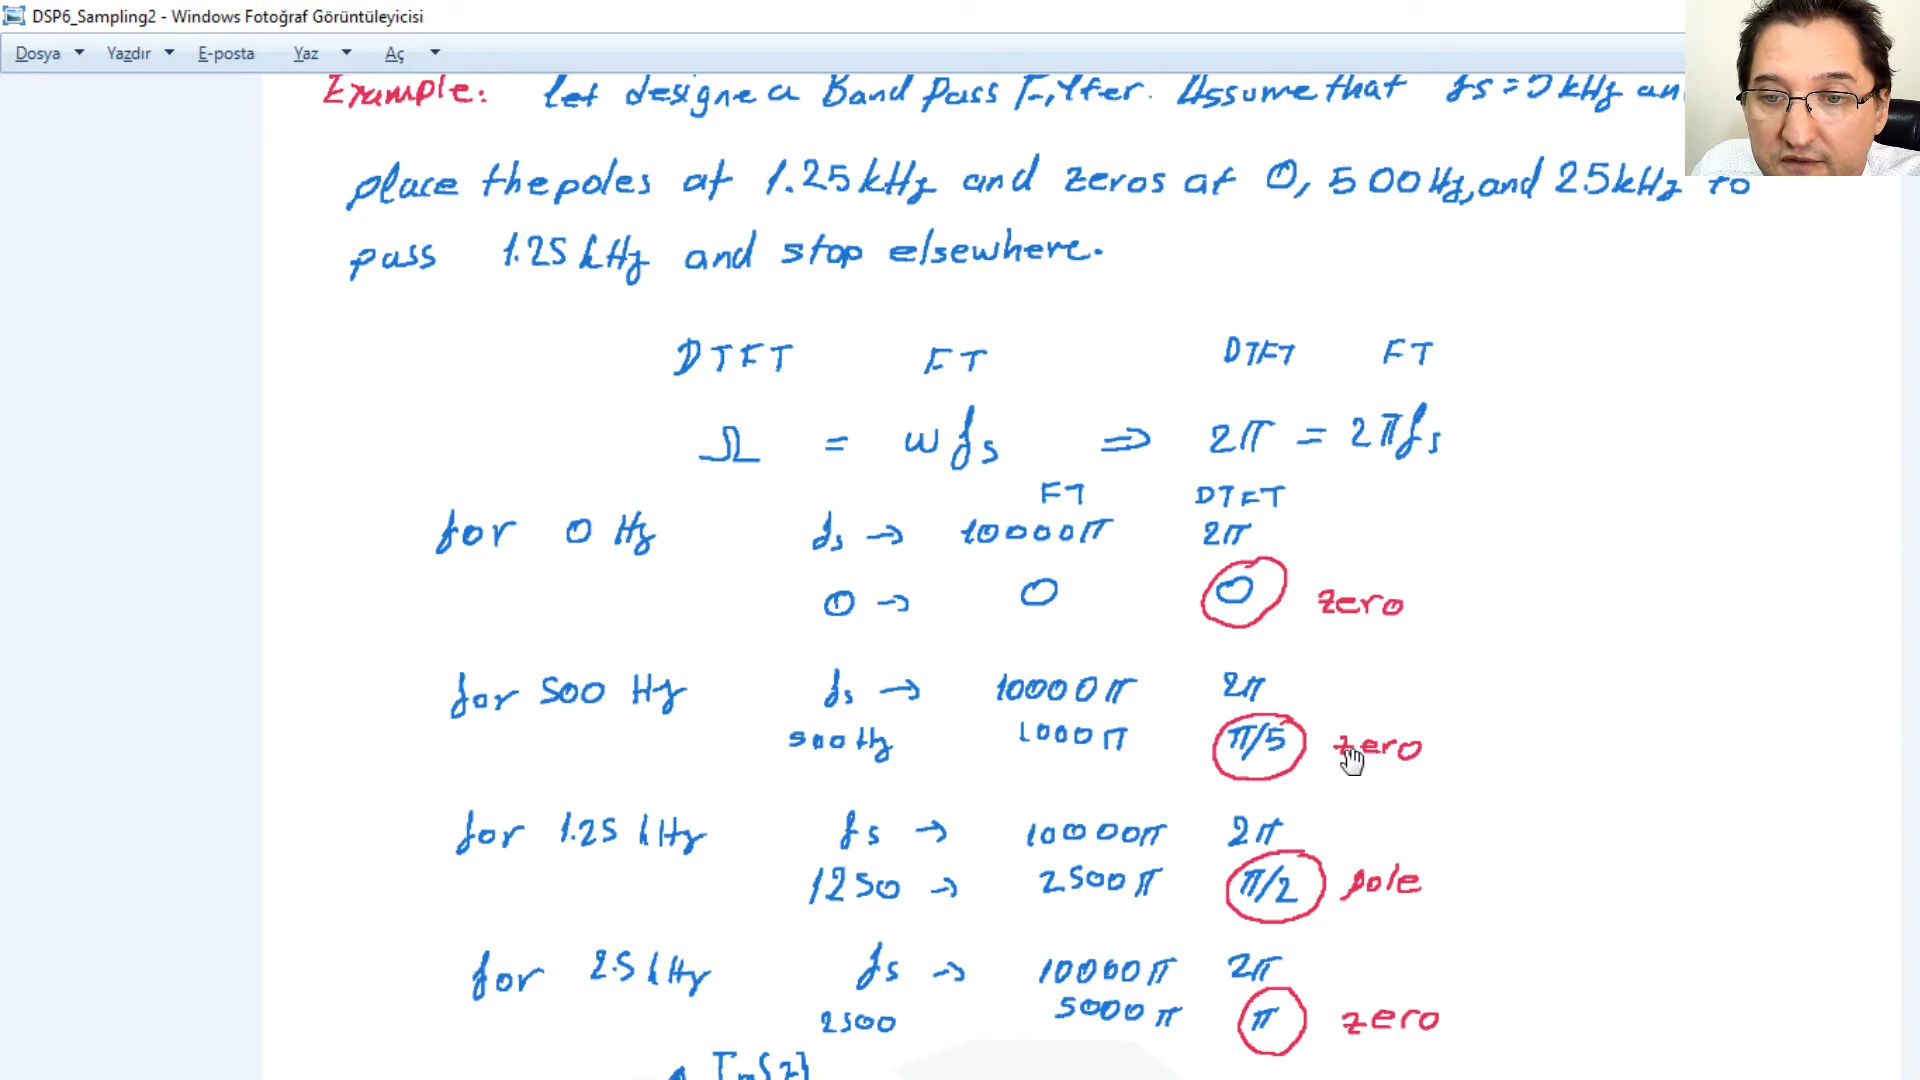 DSP6_Sampling2 - Windows Fotoğraf Görüntüleyicisi
Dosya Yazdır E-posta Yaz Aç
Example: Let designe a Band Pass Filter. Assume that fs = 5 kHz an
place the poles at 1.25 kHz and zeros at 0, 500 Hz, and 2.5 kHz to
pass 1.25 kHz and stop elsewhere.
DTFT FT DTFT FT
Ω = w fs ⇒ 2π = 2πfs
FT DTFT
for 0 Hz fs → 10000π 2π
0 → 0 0 zero
for 500 Hz fs → 10000π 2π
500 Hz 1000π π/5 zero
for 1.25 kHz fs → 10000π 2π
1250 → 2500π π/2 pole
for 2.5 kHz fs → 10000π 2π
2500 5000π π zero
Im{z}